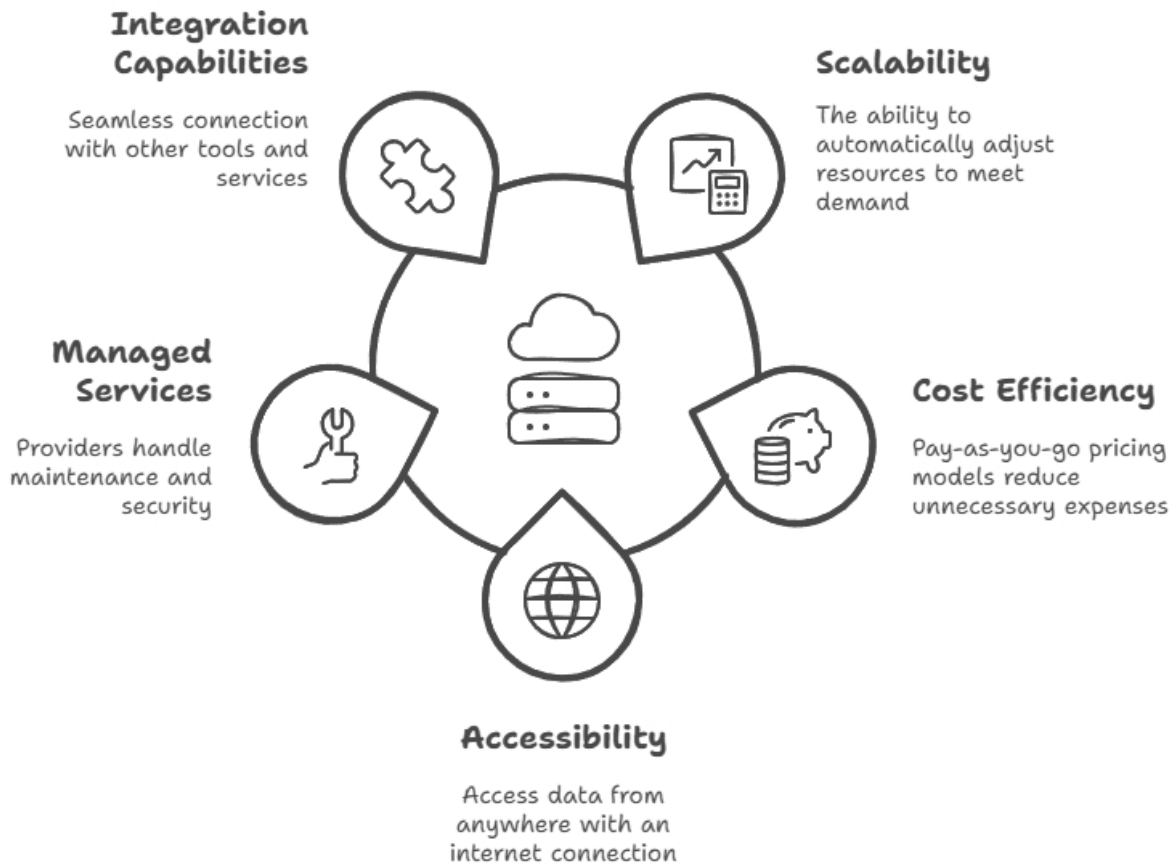 Integration
Capabilities
Seamless connection
with other tools and
services
Scalability
The ability to
automatically adjust
resources to meet
demand
Managed
Services
Providers handle
maintenance and
security
Cost Efficiency
Pay-as-you-go pricing
models reduce
unnecessary expenses
Accessibility
Access data from
anywhere with an
internet connection